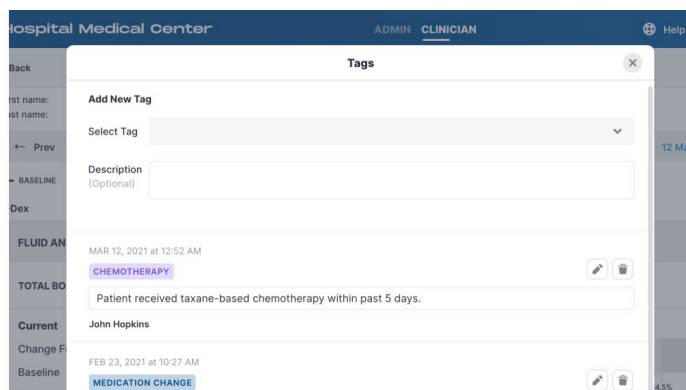 Hospital Medical Center
ADMIN CLINICIAN
Help
Back
Tags
Add New Tag
rst name:
ast name:
Select Tag
← Prev
12 Ma
Description
(Optional)
BASELINE
-Dex
FLUID AN
MAR 12, 2021 at 12:52 AM
CHEMOTHERAPY
TOTAL BO
Patient received taxane-based chemotherapy within past 5 days.
Current
John Hopkins
Change Fr
FEB 23, 2021 at 10:27 AM
Baseline
MEDICATION CHANGE
4.5%